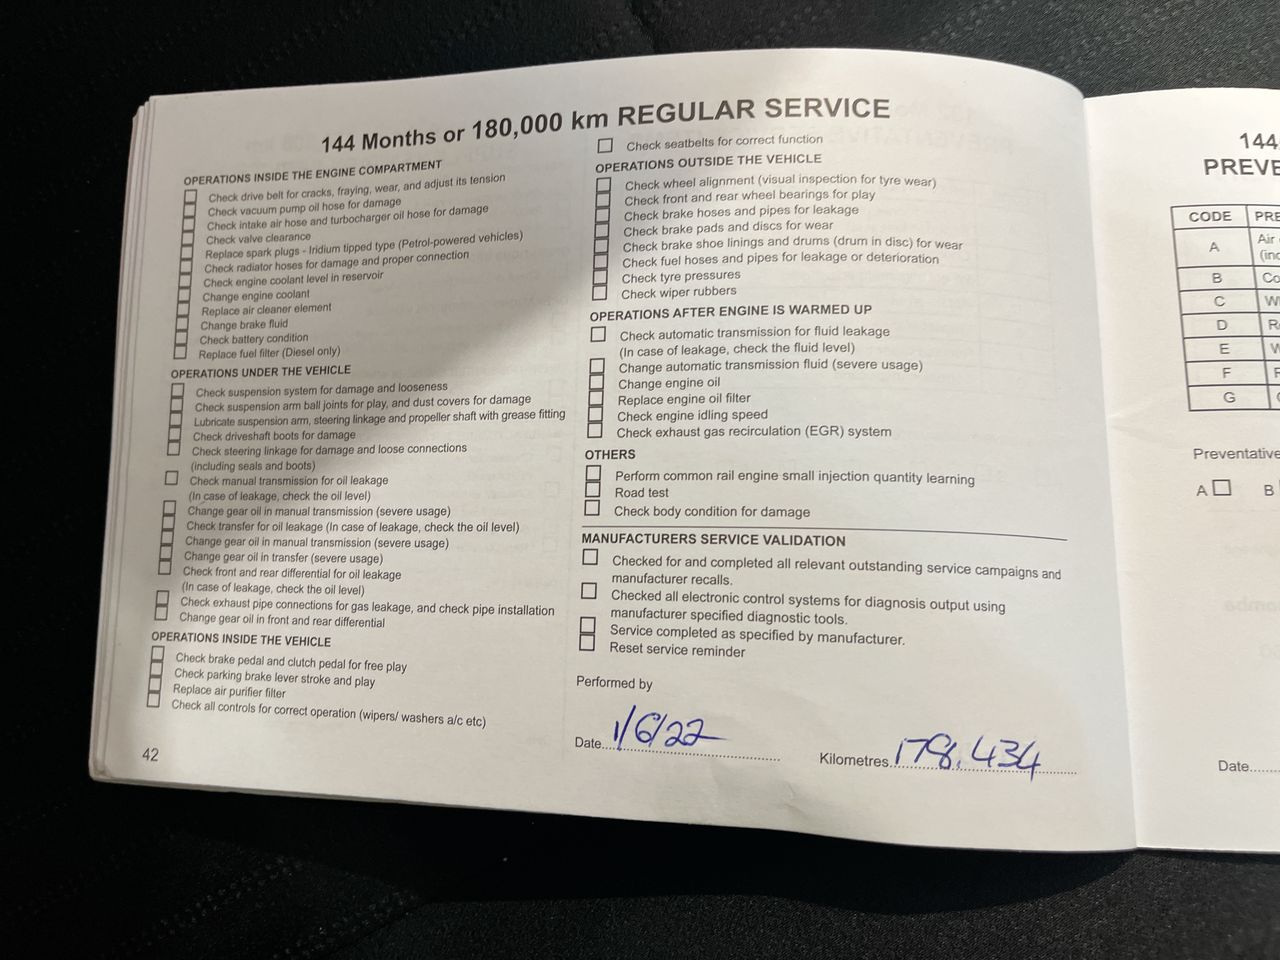 144 Months or 180,000 km REGULAR SERVICE
OPERATIONS INSIDE THE ENGINE COMPARTMENT
Check drive belt for cracks, fraying, wear, and adjust its tension
Check vacuum pump oil hose for damage
Check intake air hose and turbocharger oil hose for damage
Check valve clearance
Replace spark plugs - Iridium tipped type (Petrol-powered vehicles)
Check radiator hoses for damage and proper connection
Check engine coolant level in reservoir
Change engine coolant
Replace air cleaner element
Change brake fluid
Check battery condition
Replace fuel filter (Diesel only)
OPERATIONS UNDER THE VEHICLE
Check suspension system for damage and looseness
Check suspension arm ball joints for play, and dust covers for damage
Lubricate suspension arm, steering linkage and propeller shaft with grease fitting
Check driveshaft boots for damage
Check steering linkage for damage and loose connections
(including seals and boots)
Check manual transmission for oil leakage
(In case of leakage, check the oil level)
Change gear oil in manual transmission (severe usage)
Check transfer for oil leakage (In case of leakage, check the oil level)
Change gear oil in manual transmission (severe usage)
Change gear oil in transfer (severe usage)
Check front and rear differential for oil leakage
(In case of leakage, check the oil level)
Check exhaust pipe connections for gas leakage, and check pipe installation
Change gear oil in front and rear differential
OPERATIONS INSIDE THE VEHICLE
Check brake pedal and clutch pedal for free play
Check parking brake lever stroke and play
Replace air purifier filter
Check all controls for correct operation (wipers/ washers a/c etc)
42
Check seatbelts for correct function
OPERATIONS OUTSIDE THE VEHICLE
Check wheel alignment (visual inspection for tyre wear)
Check front and rear wheel bearings for play
Check brake hoses and pipes for leakage
Check brake pads and discs for wear
Check brake shoe linings and drums (drum in disc) for wear
Check fuel hoses and pipes for leakage or deterioration
Check tyre pressures
Check wiper rubbers
OPERATIONS AFTER ENGINE IS WARMED UP
Check automatic transmission for fluid leakage
(In case of leakage, check the fluid level)
Change automatic transmission fluid (severe usage)
Change engine oil
Replace engine oil filter
Check engine idling speed
Check exhaust gas recirculation (EGR) system
OTHERS
Perform common rail engine small injection quantity learning
Road test
Check body condition for damage
MANUFACTURERS SERVICE VALIDATION
Checked for and completed all relevant outstanding service campaigns and
manufacturer recalls.
Checked all electronic control systems for diagnosis output using
manufacturer specified diagnostic tools.
Service completed as specified by manufacturer.
Reset service reminder
Performed by
Date 1/6/22 Kilometres 178,434
144
PREVE
CODE PRE
A Air
(inc
B Co
C
D
E
F
G
Preventative
A B
Date